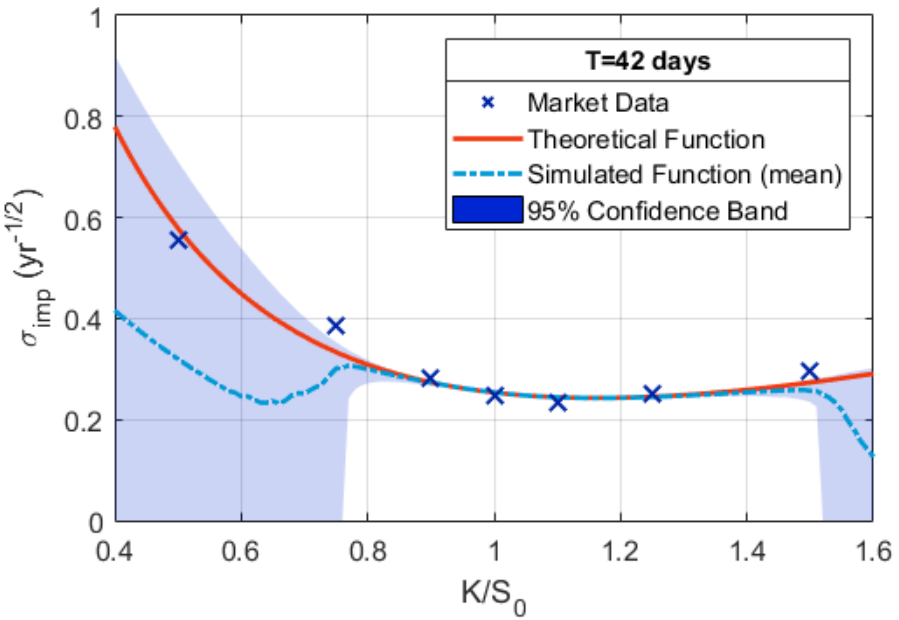 T=42 days
Market Data
Theoretical Function
Simulated Function (mean)
95% Confidence Band
1
0.8
0.6
0.4
0.2
0
σimp (yr-1/2)
0.4 0.6 0.8 1 1.2 1.4 1.6
K/S0